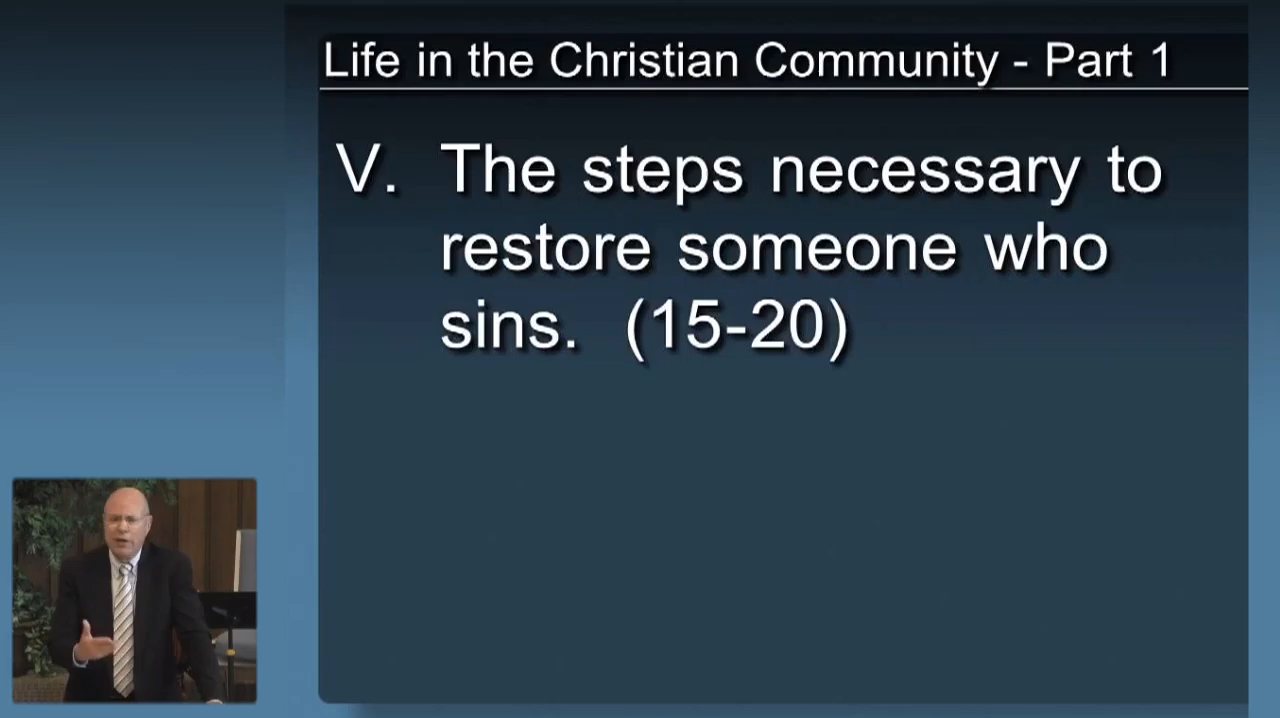 Life in the Christian Community - Part 1
V. The steps necessary to
restore someone who
sins. (15-20)